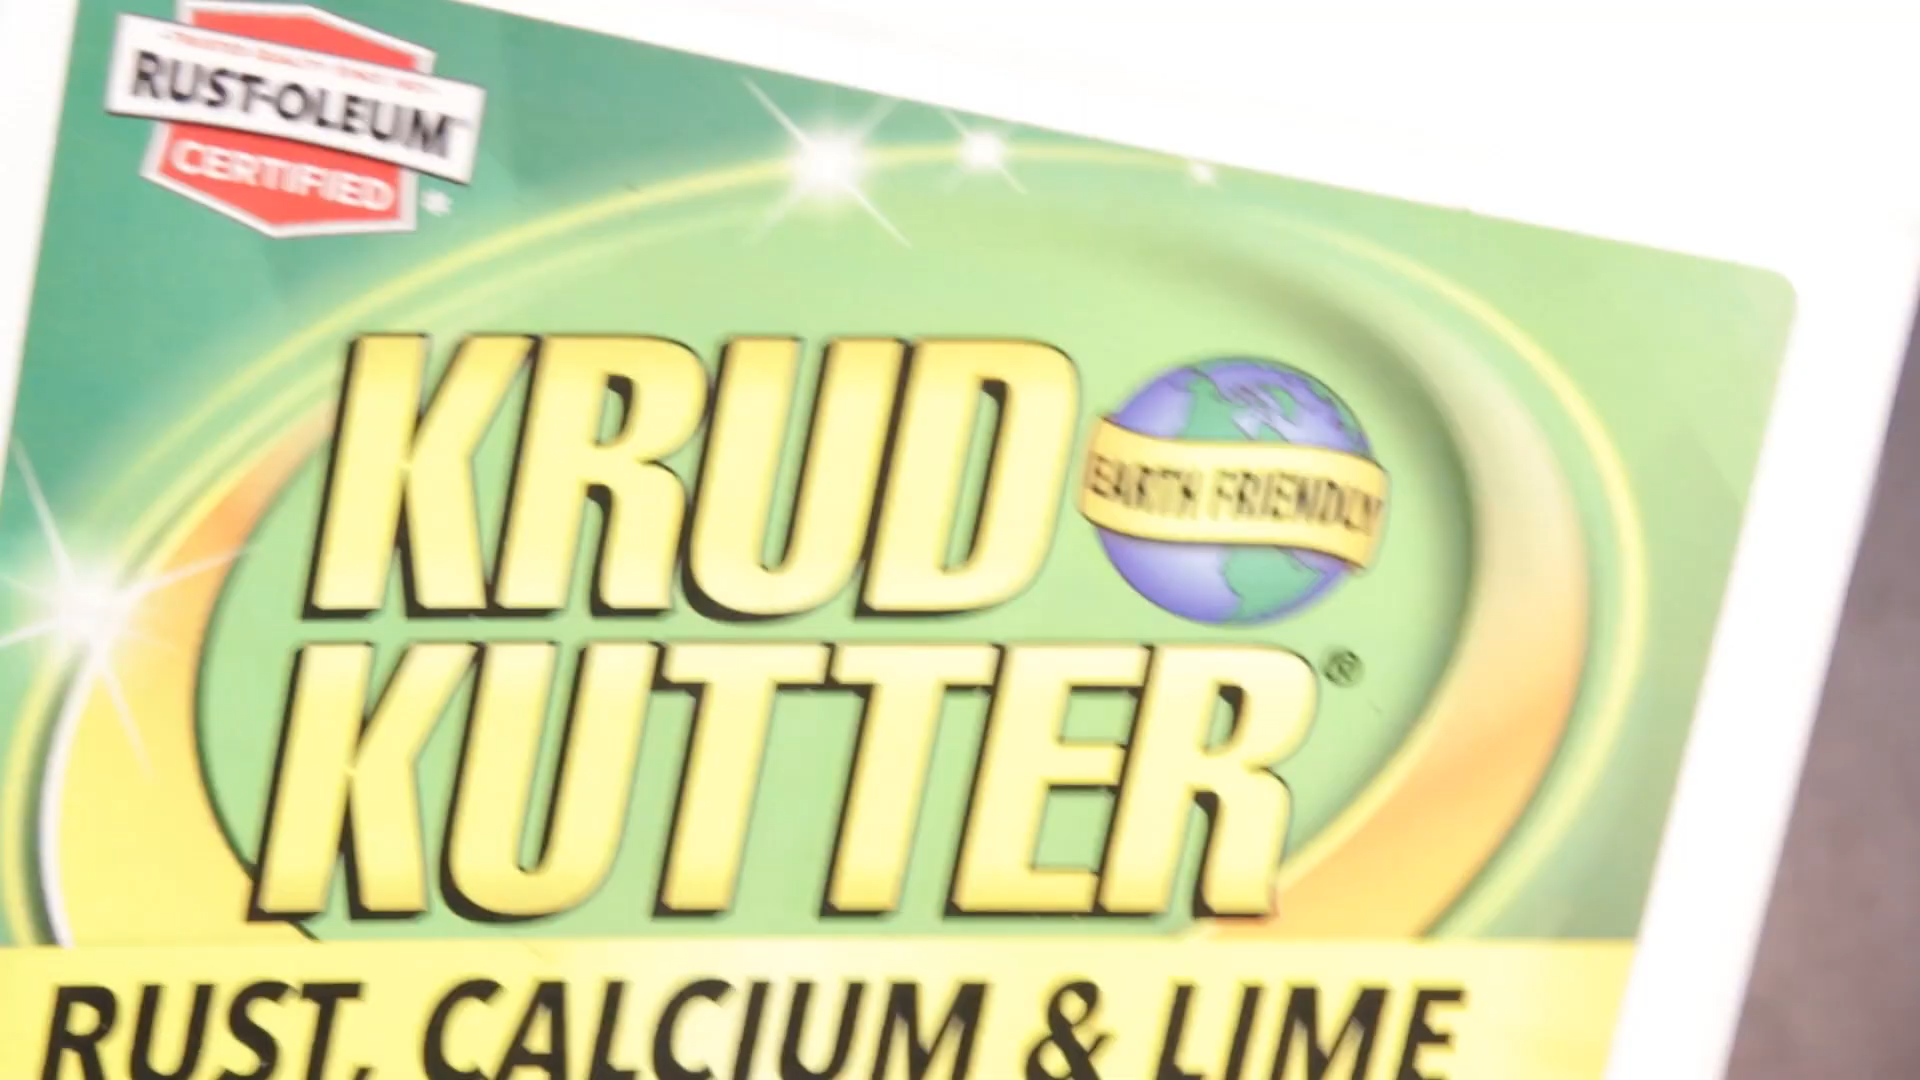 RUST-OLEUM
CERTIFIED
KRUD
EARTH FRIENDLY
KUTTER®
RUST, CALCIUM & LIME